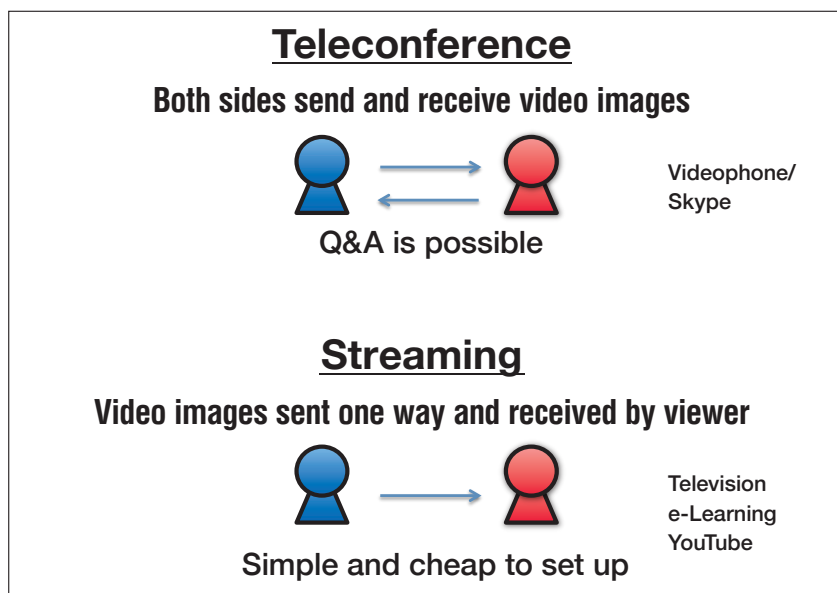 Teleconference
Both sides send and receive video images
Videophone/
Skype
Q&A is possible
Streaming
Video images sent one way and received by viewer
Television
e-Learning
YouTube
Simple and cheap to set up